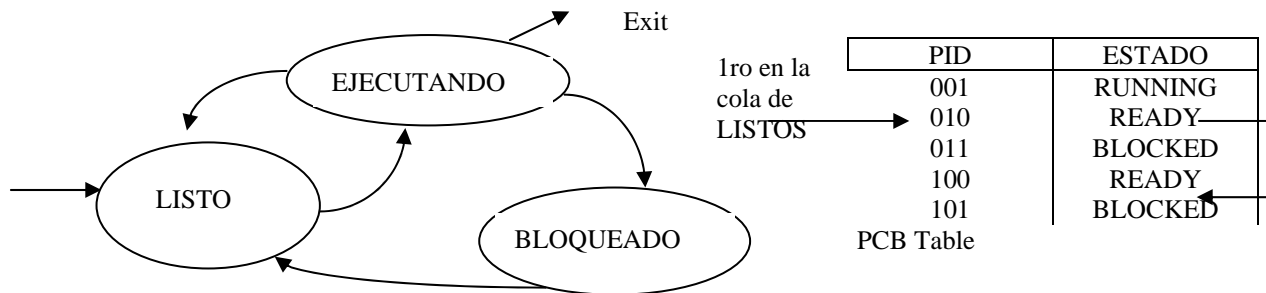 Exit
EJECUTANDO
LISTO
BLOQUEADO
1ro en la
cola de
LISTOS
PID ESTADO
001 RUNNING
010 READY
011 BLOCKED
100 READY
101 BLOCKED
PCB Table